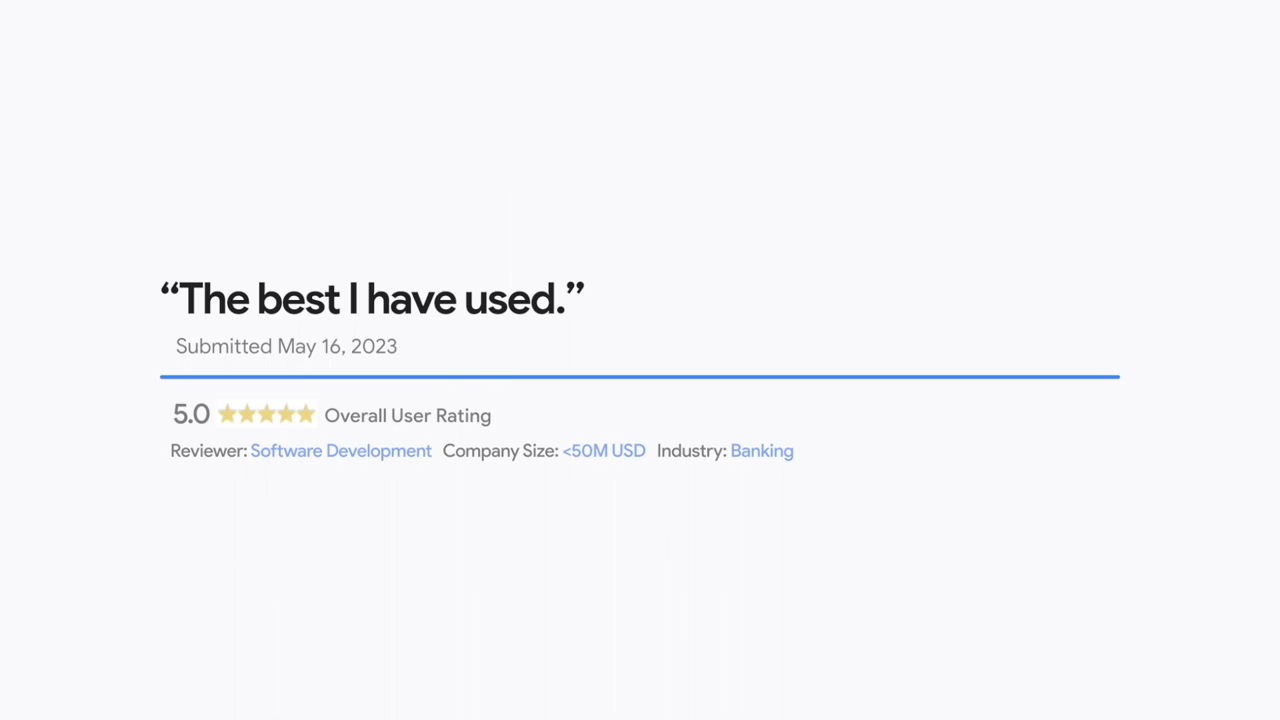 “The best I have used.”
Submitted May 16, 2023
5.0 Overall User Rating
Reviewer: Software Development Company Size: <50M USD Industry: Banking